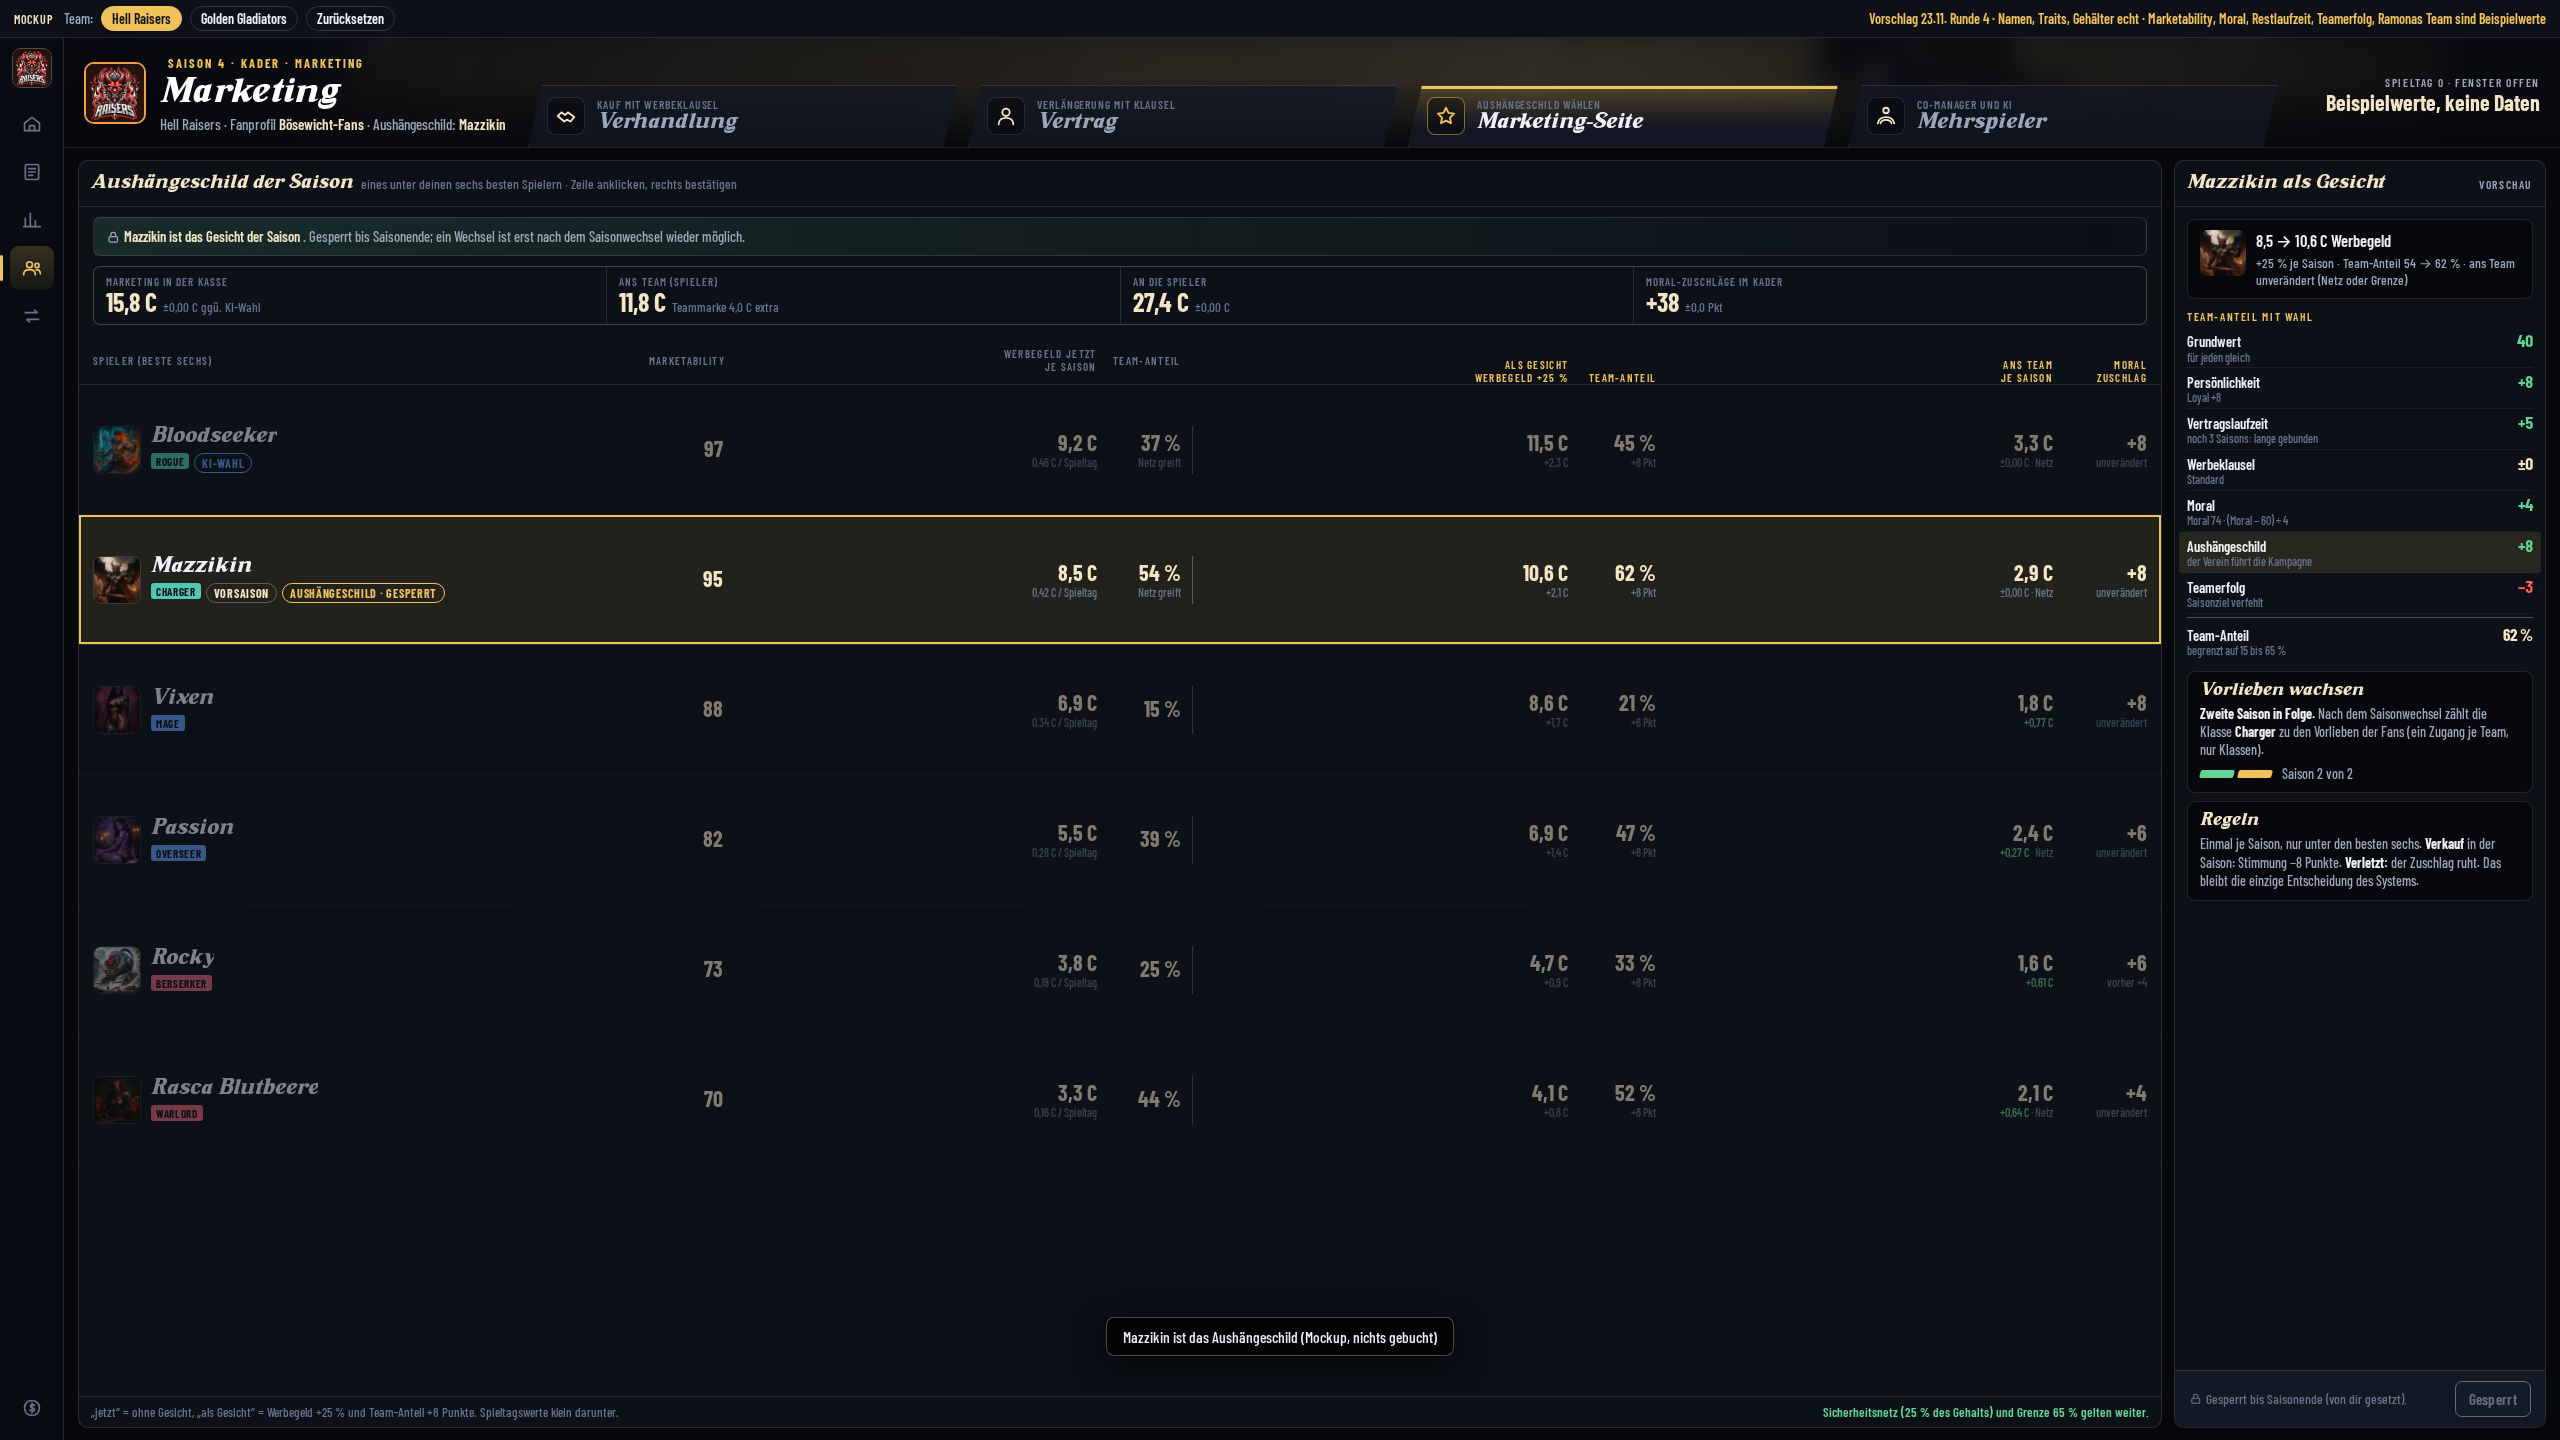 MOCKUP Team: Hell Raisers Golden Gladiators Zurücksetzen
Vorschlag 23.11. Runde 4 · Namen, Traits, Gehälter echt · Marketability, Moral, Restlaufzeit, Teamerfolg, Ramonas Team sind Beispielwerte
RAISERS
RAISERS
SAISON 4 · KADER · MARKETING
Marketing
Hell Raisers · Fanprofil Bösewicht-Fans · Aushängeschild: Mazzikin
KAUF MIT WERBEKLAUSEL
Verhandlung
VERLÄNGERUNG MIT KLAUSEL
Vertrag
AUSHÄNGESCHILD WÄHLEN
Marketing-Seite
CO-MANAGER UND KI
Mehrspieler
SPIELTAG 0 · FENSTER OFFEN
Beispielwerte, keine Daten
Aushängeschild der Saison eines unter deinen sechs besten Spielern · Zeile anklicken, rechts bestätigen
Mazzikin ist das Gesicht der Saison . Gesperrt bis Saisonende; ein Wechsel ist erst nach dem Saisonwechsel wieder möglich.
MARKETING IN DER KASSE
15,8 C ±0,00 C ggü. KI-Wahl
ANS TEAM (SPIELER)
11,8 C Teammarke 4,0 C extra
AN DIE SPIELER
27,4 C ±0,00 C
MORAL-ZUSCHLÄGE IM KADER
+38 ±0,0 Pkt
SPIELER (BESTE SECHS) MARKETABILITY WERBEGELD JETZT JE SAISON TEAM-ANTEIL ALS GESICHT WERBEGELD +25 % TEAM-ANTEIL ANS TEAM JE SAISON MORAL ZUSCHLAG
Bloodseeker
ROGUE KI-WAHL
97
9,2 C 37 % 11,5 C 45 % 3,3 C +8
0,46 C / Spieltag Netz greift +2,3 C +8 Pkt ±0,00 C · Netz unverändert
Mazzikin
CHARGER VORSAISON AUSHÄNGESCHILD · GESPERRT
95
8,5 C 54 % 10,6 C 62 % 2,9 C +8
0,42 C / Spieltag Netz greift +2,1 C +8 Pkt ±0,00 C · Netz unverändert
Vixen
MAGE
88
6,9 C 15 % 8,6 C 21 % 1,8 C +8
0,34 C / Spieltag +1,7 C +6 Pkt +0,77 C unverändert
Passion
OVERSEER
82
5,5 C 39 % 6,9 C 47 % 2,4 C +6
0,28 C / Spieltag +1,4 C +8 Pkt +0,27 C · Netz unverändert
Rocky
BERSERKER
73
3,8 C 25 % 4,7 C 33 % 1,6 C +6
0,19 C / Spieltag +0,9 C +8 Pkt +0,61 C vorher +4
Rasca Blutbeere
WARLORD
70
3,3 C 44 % 4,1 C 52 % 2,1 C +4
0,16 C / Spieltag +0,8 C +8 Pkt +0,64 C · Netz unverändert
Mazzikin ist das Aushängeschild (Mockup, nichts gebucht)
„Jetzt“ = ohne Gesicht, „als Gesicht“ = Werbegeld +25 % und Team-Anteil +8 Punkte. Spieltagswerte klein darunter.
Sicherheitsnetz (25 % des Gehalts) und Grenze 65 % gelten weiter.
Mazzikin als Gesicht VORSCHAU
8,5 → 10,6 C Werbegeld
+25 % je Saison · Team-Anteil 54 → 62 % · ans Team
unverändert (Netz oder Grenze)
TEAM-ANTEIL MIT WAHL
Grundwert 40
für jeden gleich
Persönlichkeit +8
Loyal +8
Vertragslaufzeit +5
noch 3 Saisons: lange gebunden
Werbeklausel ±0
Standard
Moral +4
Moral 74 · (Moral – 60) ÷ 4
Aushängeschild +8
der Verein führt die Kampagne
Teamerfolg –3
Saisonziel verfehlt
Team-Anteil 62 %
begrenzt auf 15 bis 65 %
Vorlieben wachsen
Zweite Saison in Folge. Nach dem Saisonwechsel zählt die
Klasse Charger zu den Vorlieben der Fans (ein Zugang je Team,
nur Klassen).
Saison 2 von 2
Regeln
Einmal je Saison, nur unter den besten sechs. Verkauf in der
Saison: Stimmung –8 Punkte. Verletzt: der Zuschlag ruht. Das
bleibt die einzige Entscheidung des Systems.
Gesperrt bis Saisonende (von dir gesetzt). Gesperrt